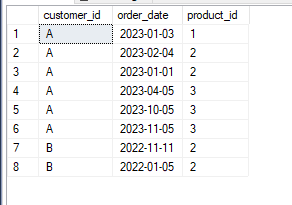 customer_id order_date product_id
1 A 2023-01-03 1
2 A 2023-02-04 2
3 A 2023-01-01 2
4 A 2023-04-05 3
5 A 2023-10-05 3
6 A 2023-11-05 3
7 B 2022-11-11 2
8 B 2022-01-05 2